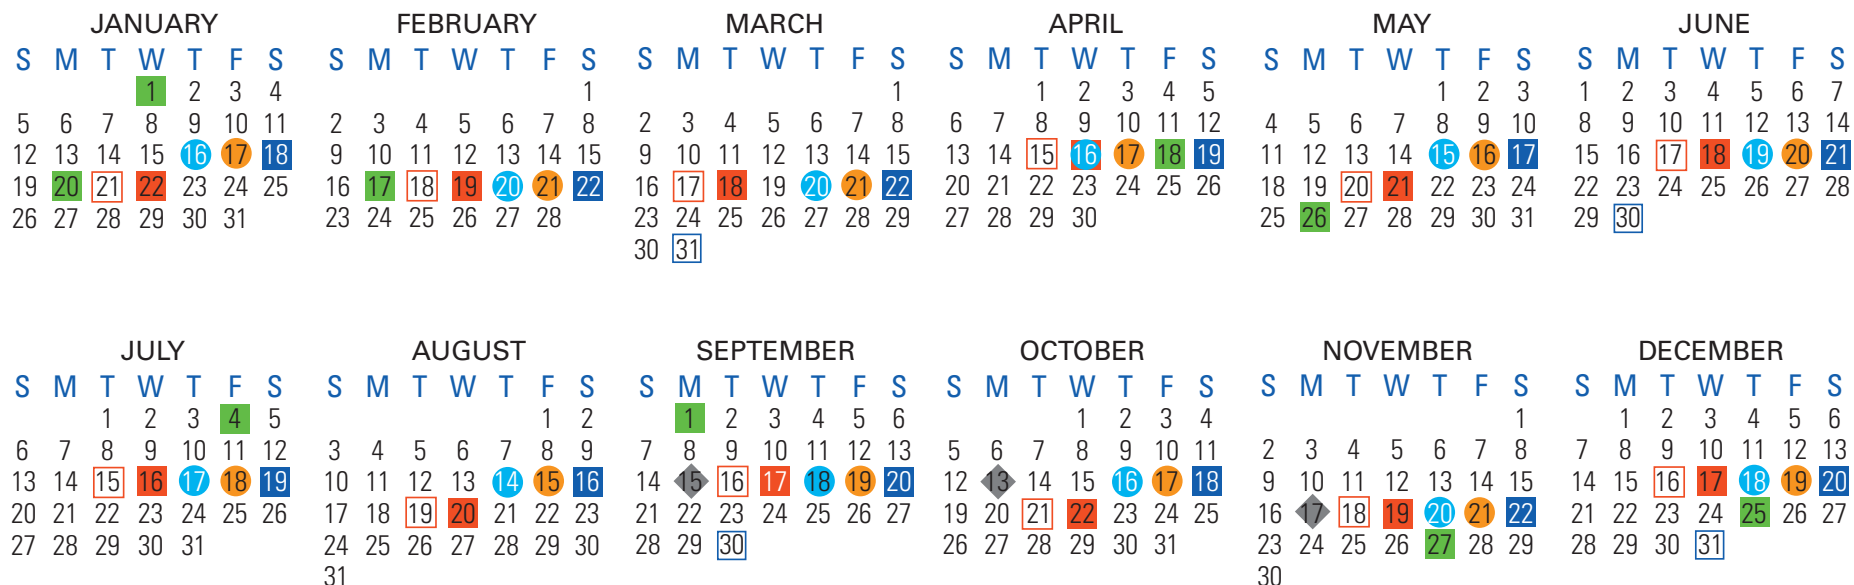 JANUARY FEBRUARY MARCH APRIL MAY JUNE
S M T W T F S S M T W T F S S M T W T F S S M T W T F S S M T W T F S S M T W T F S
1 2 3 4 1 1 1 2 3 4 5 1 2 3 1 2 3 4 5 6 7
5 6 7 8 9 10 11 2 3 4 5 6 7 8 2 3 4 5 6 7 8 6 7 8 9 10 11 12 4 5 6 7 8 9 10 8 9 10 11 12 13 14
12 13 14 15 16 17 18 9 10 11 12 13 14 15 9 10 11 12 13 14 15 13 14 15 16 17 18 19 11 12 13 14 15 16 17 15 16 17 18 19 20 21
19 20 21 22 23 24 25 16 17 18 19 20 21 22 16 17 18 19 20 21 22 20 21 22 23 24 25 26 18 19 20 21 22 23 24 22 23 24 25 26 27 28
26 27 28 29 30 31 23 24 25 26 27 28 23 24 25 26 27 28 29 27 28 29 30 25 26 27 28 29 30 31 29 30
30 31
JULY AUGUST SEPTEMBER OCTOBER NOVEMBER DECEMBER
S M T W T F S S M T W T F S S M T W T F S S M T W T F S S M T W T F S S M T W T F S
1 2 3 4 5 1 2 1 2 3 4 5 6 1 2 3 4 1 1 2 3 4 5 6
6 7 8 9 10 11 12 3 4 5 6 7 8 9 7 8 9 10 11 12 13 5 6 7 8 9 10 11 2 3 4 5 6 7 8 7 8 9 10 11 12 13
13 14 15 16 17 18 19 10 11 12 13 14 15 16 14 15 16 17 18 19 20 12 13 14 15 16 17 18 9 10 11 12 13 14 15 14 15 16 17 18 19 20
20 21 22 23 24 25 26 17 18 19 20 21 22 23 21 22 23 24 25 26 27 19 20 21 22 23 24 25 16 17 18 19 20 21 22 21 22 23 24 25 26 27
27 28 29 30 31 24 25 26 27 28 29 30 28 29 30 26 27 28 29 30 31 23 24 25 26 27 28 29 28 29 30 31
31 30